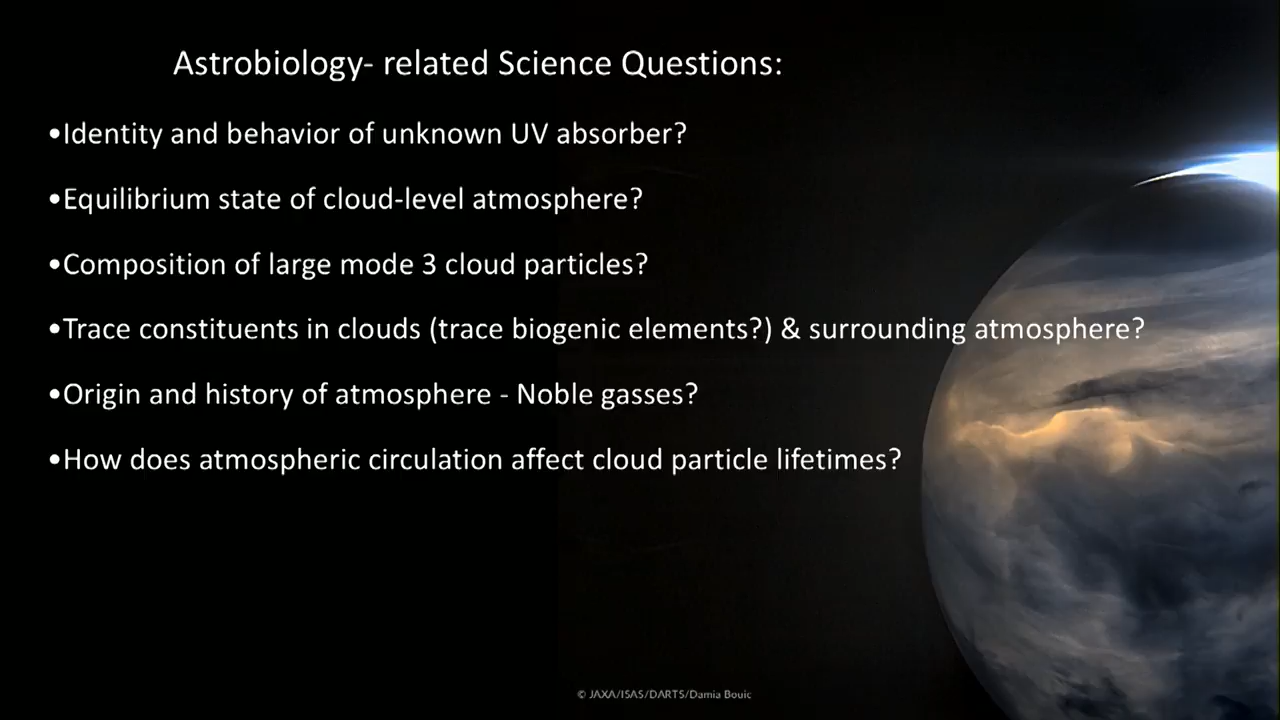 Astrobiology- related Science Questions:
•Identity and behavior of unknown UV absorber?
•Equilibrium state of cloud-level atmosphere?
•Composition of large mode 3 cloud particles?
•Trace constituents in clouds (trace biogenic elements?) & surrounding atmosphere?
•Origin and history of atmosphere - Noble gasses?
•How does atmospheric circulation affect cloud particle lifetimes?
© JAXA/ISAS/DARTS/Damia Bouic